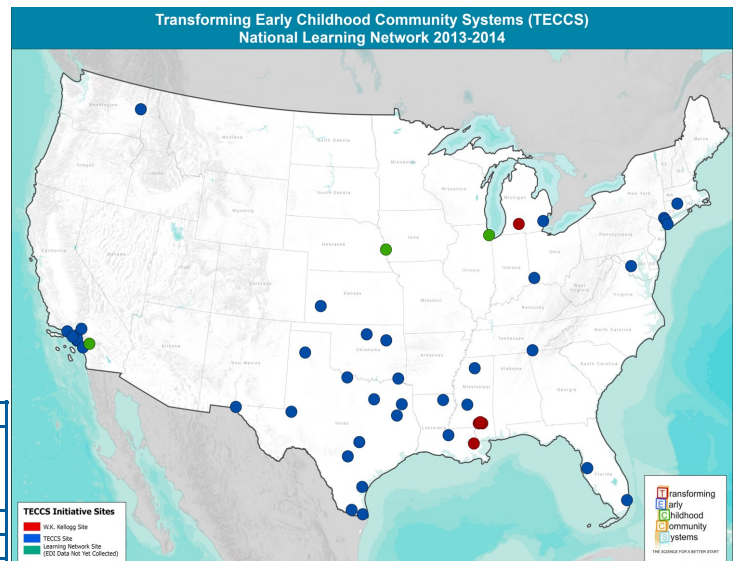 Transforming Early Childhood Community Systems (TECCS)
National Learning Network 2013-2014
Washington
Montana
North Dakota
Minnesota
Maine
Oregon
Idaho
South Dakota
Wisconsin
Michigan
New York
Wyoming
Iowa
Nebraska
Pennsylvania
California
Nevada
Utah
Illinois
Indiana
Ohio
Colorado
Kansas
Missouri
West Virginia
Virginia
Kentucky
Arizona
New Mexico
Oklahoma
Arkansas
Tennessee
North Carolina
South Carolina
Mississippi
Alabama
Georgia
Texas
Louisiana
Florida
TECCS Initiative Sites
W.K. Kellogg Site
TECCS Site
Learning Network Site
(EDI Data Not Yet Collected)
Transforming
Early
Childhood
Community
Systems
THE SCIENCE FOR A BETTER START